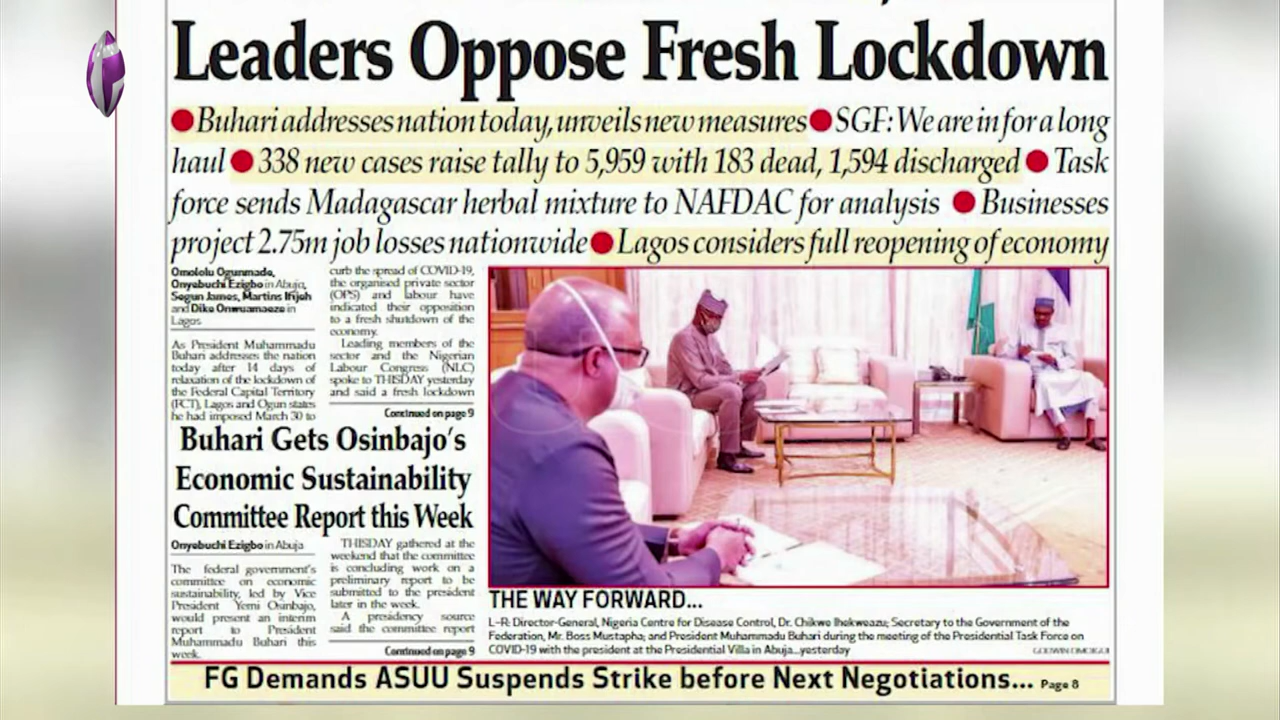 Leaders Oppose Fresh Lockdown
●Buhari addresses nation today, unveils new measures●SGF: We are in for a long
haul ● 338 new cases raise tally to 5,959 with 183 dead, 1,594 discharged ● Task
force sends Madagascar herbal mixture to NAFDAC for analysis ● Businesses
project 2.75m job losses nationwide●Lagos considers full reopening of economy
Omololu Ogunmade,
Onyebuchi Ezigbo in Abuja,
Segun James, Martins Ifijeh
and Dike Onwuamaeze in
Lagos
As President Muhammadu
Buhari addresses the nation
today after 14 days of
relaxation of the lockdown of
the Federal Capital Territory
(FCT), Lagos and Ogun states
he had imposed March 30 to
curb the spread of COVID-19,
the organised private sector
(OPS) and labour have
indicated their opposition
to a fresh shutdown of the
economy.
Leading members of the
sector and the Nigerian
Labour Congress (NLC)
spoke to THISDAY yesterday
and said a fresh lockdown
Continued on page 9
Buhari Gets Osinbajo's
Economic Sustainability
Committee Report this Week
Onyebuchi Ezigbo in Abuja
The federal government's
committee on economic
sustainability, led by Vice
President Yemi Osinbajo,
would present an interim
report to President
Muhammadu Buhari this
week.
THISDAY gathered at the
weekend that the committee
is concluding work on a
preliminary report to be
submitted to the president
later in the week.
A presidency source
said the committee report
Continued on page 9
THE WAY FORWARD...
L-R: Director-General, Nigeria Centre for Disease Control, Dr. Chikwe Ihekweazu; Secretary to the Government of the
Federation, Mr. Boss Mustapha; and President Muhammadu Buhari during the meeting of the Presidential Task Force on
COVID-19 with the president at the Presidential Villa in Abuja...yesterday
GODWIN OMOIGUI
FG Demands ASUU Suspends Strike before Next Negotiations... Page 8